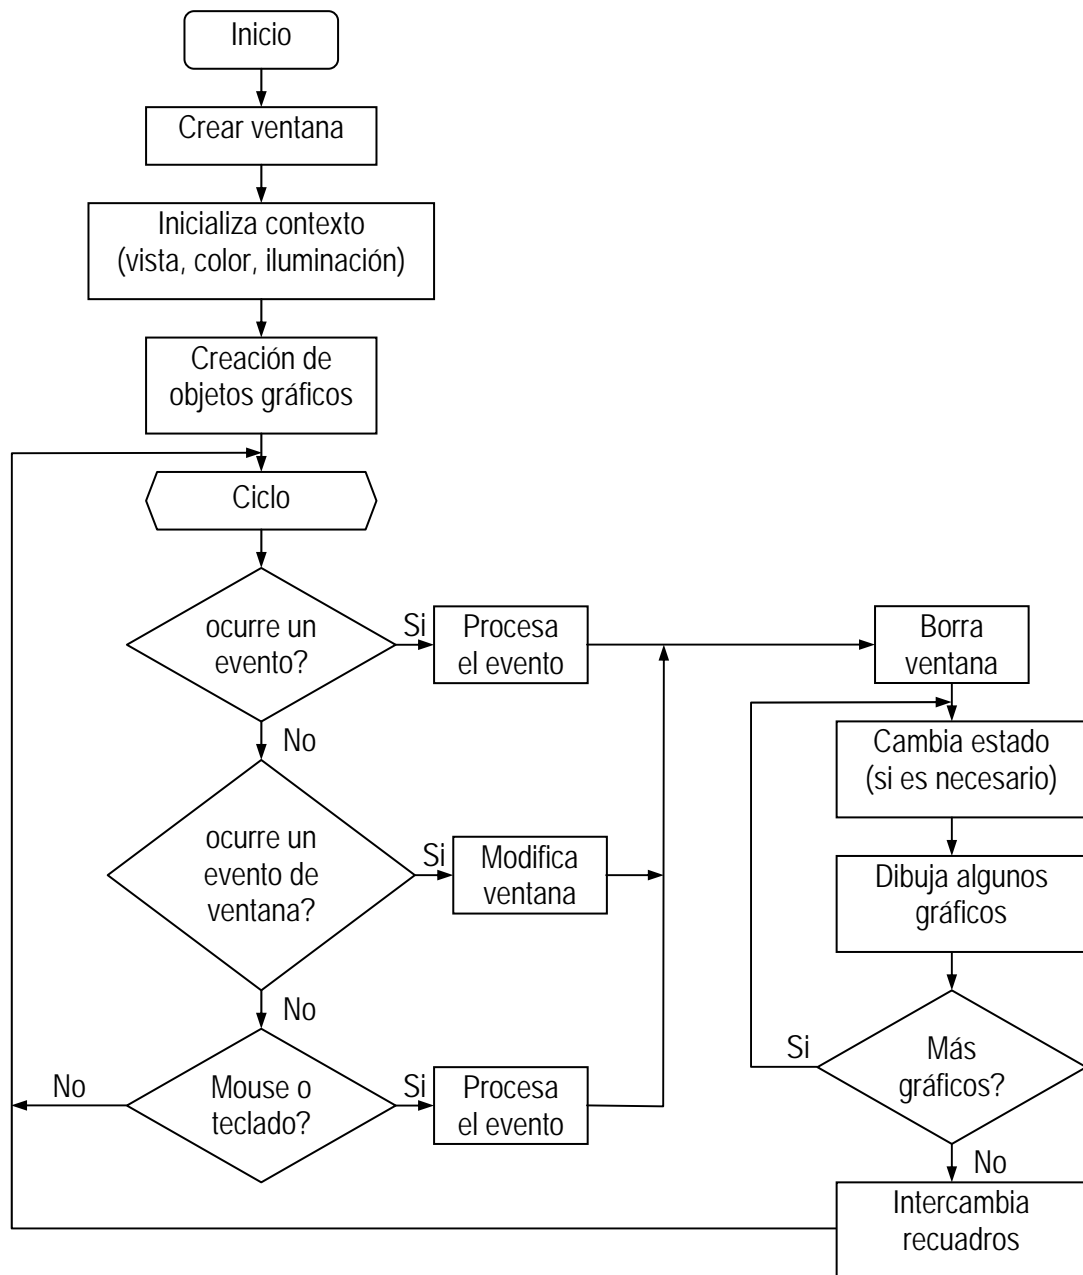 Inicio
Crear ventana
Inicializa contexto
(vista, color, iluminación)
Creación de
objetos gráficos
Ciclo
ocurre un
evento?
Si
Procesa
el evento
Borra
ventana
No
Cambia estado
(si es necesario)
ocurre un
evento de
ventana?
Si
Modifica
ventana
Dibuja algunos
gráficos
No
Mouse o
teclado?
No
Si
Procesa
el evento
Más
gráficos?
Si
No
Intercambia
recuadros